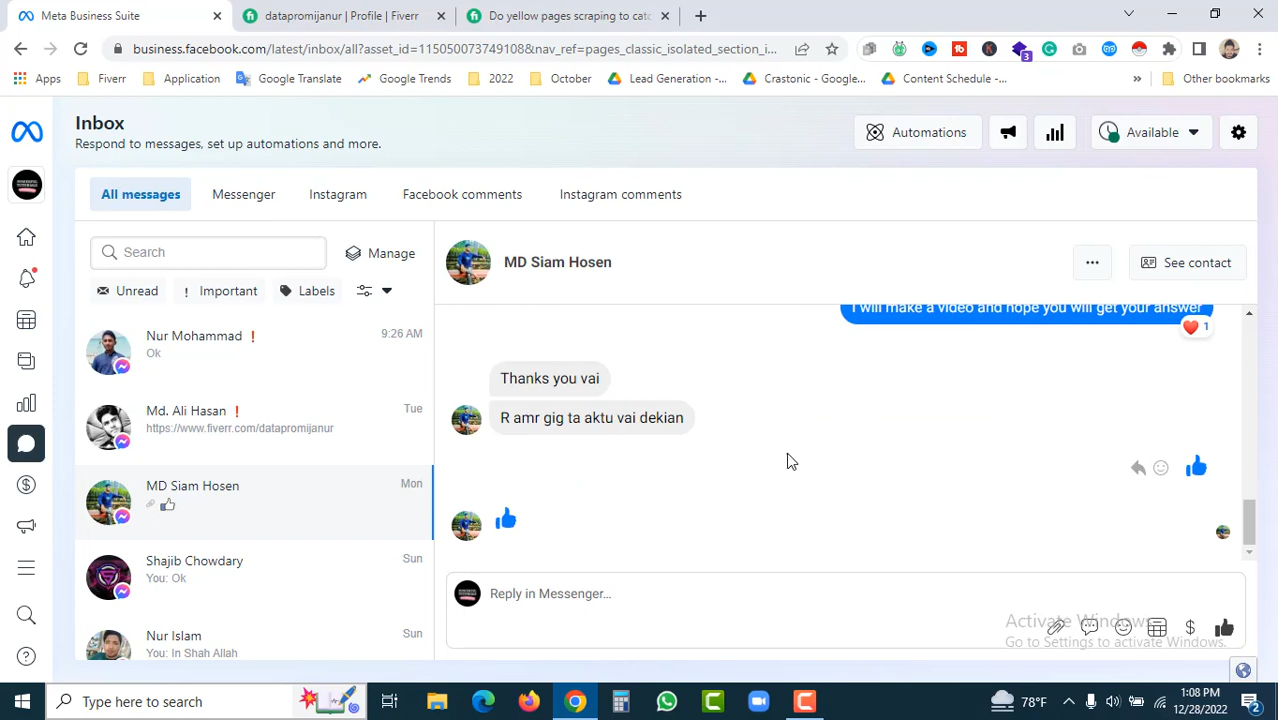 Meta Business Suite
datapromijanur | Profile | Fiverr
Do yellow pages scraping to catc
business.facebook.com/latest/inbox/all?asset_id=115050073749108&nav_ref=pages_classic_isolated_section_i...
Apps
Fiverr
Application
Google Translate
Google Trends
2022
October
Lead Generation -...
Crastonic - Google...
Content Schedule -...
Other bookmarks
Inbox
Respond to messages, set up automations and more.
Automations
Available
All messages
Messenger
Instagram
Facebook comments
Instagram comments
Search
Manage
Unread
! Important
Labels
Nur Mohammad !
9:26 AM
Ok
Md. Ali Hasan !
Tue
https://www.fiverr.com/datapromijanur
MD Siam Hosen
Mon
Shajib Chowdary
Sun
You: Ok
Nur Islam
Sun
You: In Shah Allah
MD Siam Hosen
See contact
I will make a video and hope you will get your answer
1
Thanks you vai
R amr gig ta aktu vai dekian
Reply in Messenger...
Activate Windows
Go to Settings to activate Windows.
Type here to search
78°F
1:08 PM
12/28/2022
2
3